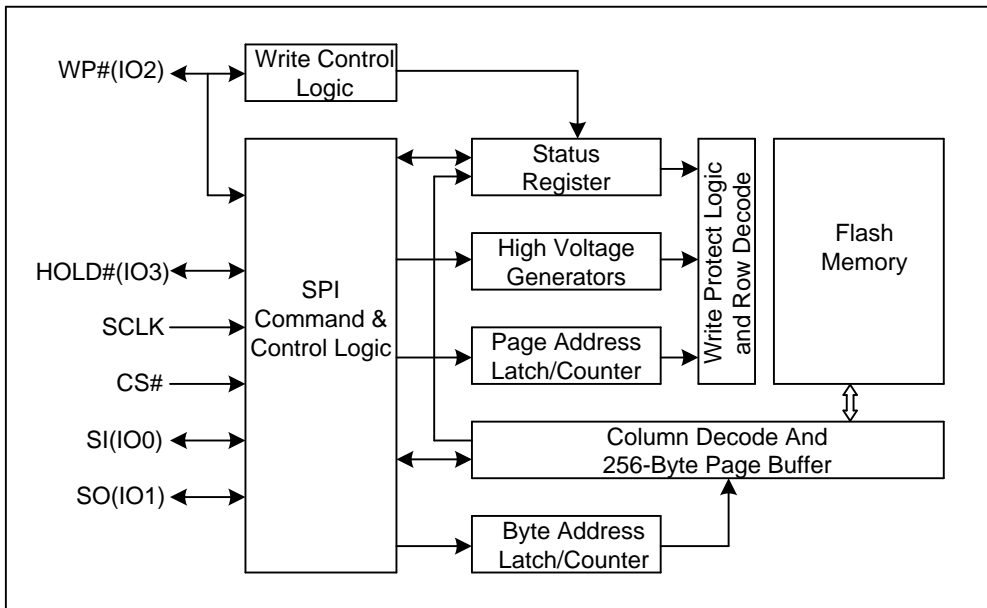 WP#(IO2)
Write Control
Logic
HOLD#(IO3)
SCLK
CS#
SI(IO0)
SO(IO1)
SPI
Command &
Control Logic
Status
Register
High Voltage
Generators
Page Address
Latch/Counter
Write Protect Logic
and Row Decode
Flash
Memory
Column Decode And
256-Byte Page Buffer
Byte Address
Latch/Counter